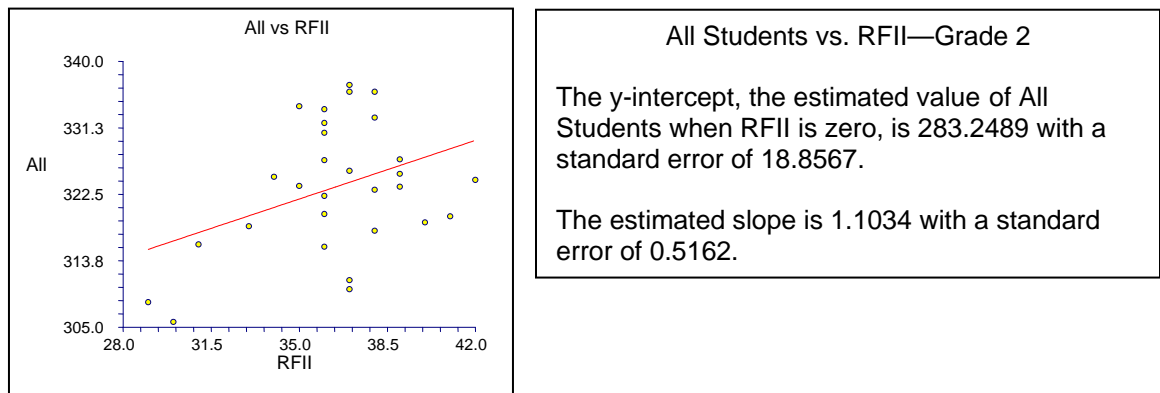 All vs RFII
340.0
331.3
All
322.5
313.8
305.0
28.0 31.5 35.0 38.5 42.0
RFII
All Students vs. RFII—Grade 2
The y-intercept, the estimated value of All
Students when RFII is zero, is 283.2489 with a
standard error of 18.8567.
The estimated slope is 1.1034 with a standard
error of 0.5162.